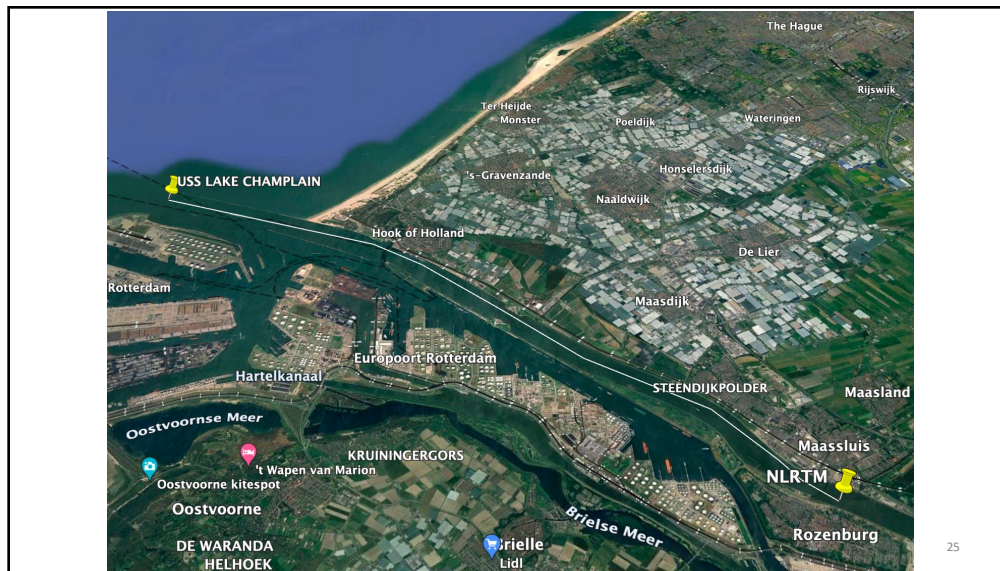 The Hague
Rijswijk
Ter Heijde
Monster
Poeldijk
Wateringen
USS LAKE CHAMPLAIN
's-Gravenzande
Honselersdijk
Naaldwijk
Hook of Holland
De Lier
Rotterdam
Maasdijk
Europoort Rotterdam
Hartelkanaal
STEENDIJKPOLDER
Maasland
Oostvoornse Meer
Maassluis
KRUININGERGORS
't Wapen van Marion
NLRTM
Oostvoorne kitespot
Oostvoorne
Brielse Meer
Rozenburg
DE WARANDA
Brielle
HELHOEK
Lidl
25